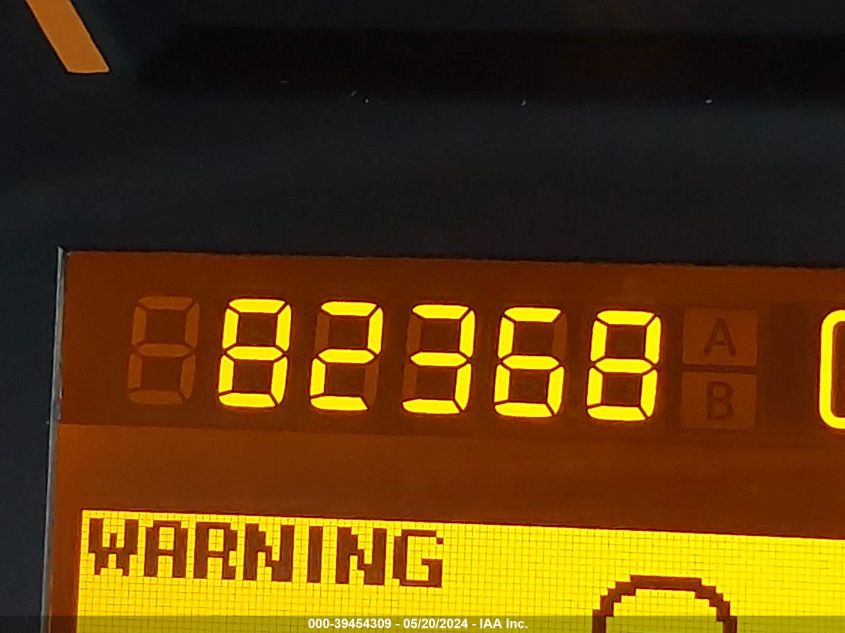 82368
A
B
WARNING
000-39454309 - 05/20/2024 - IAA Inc.